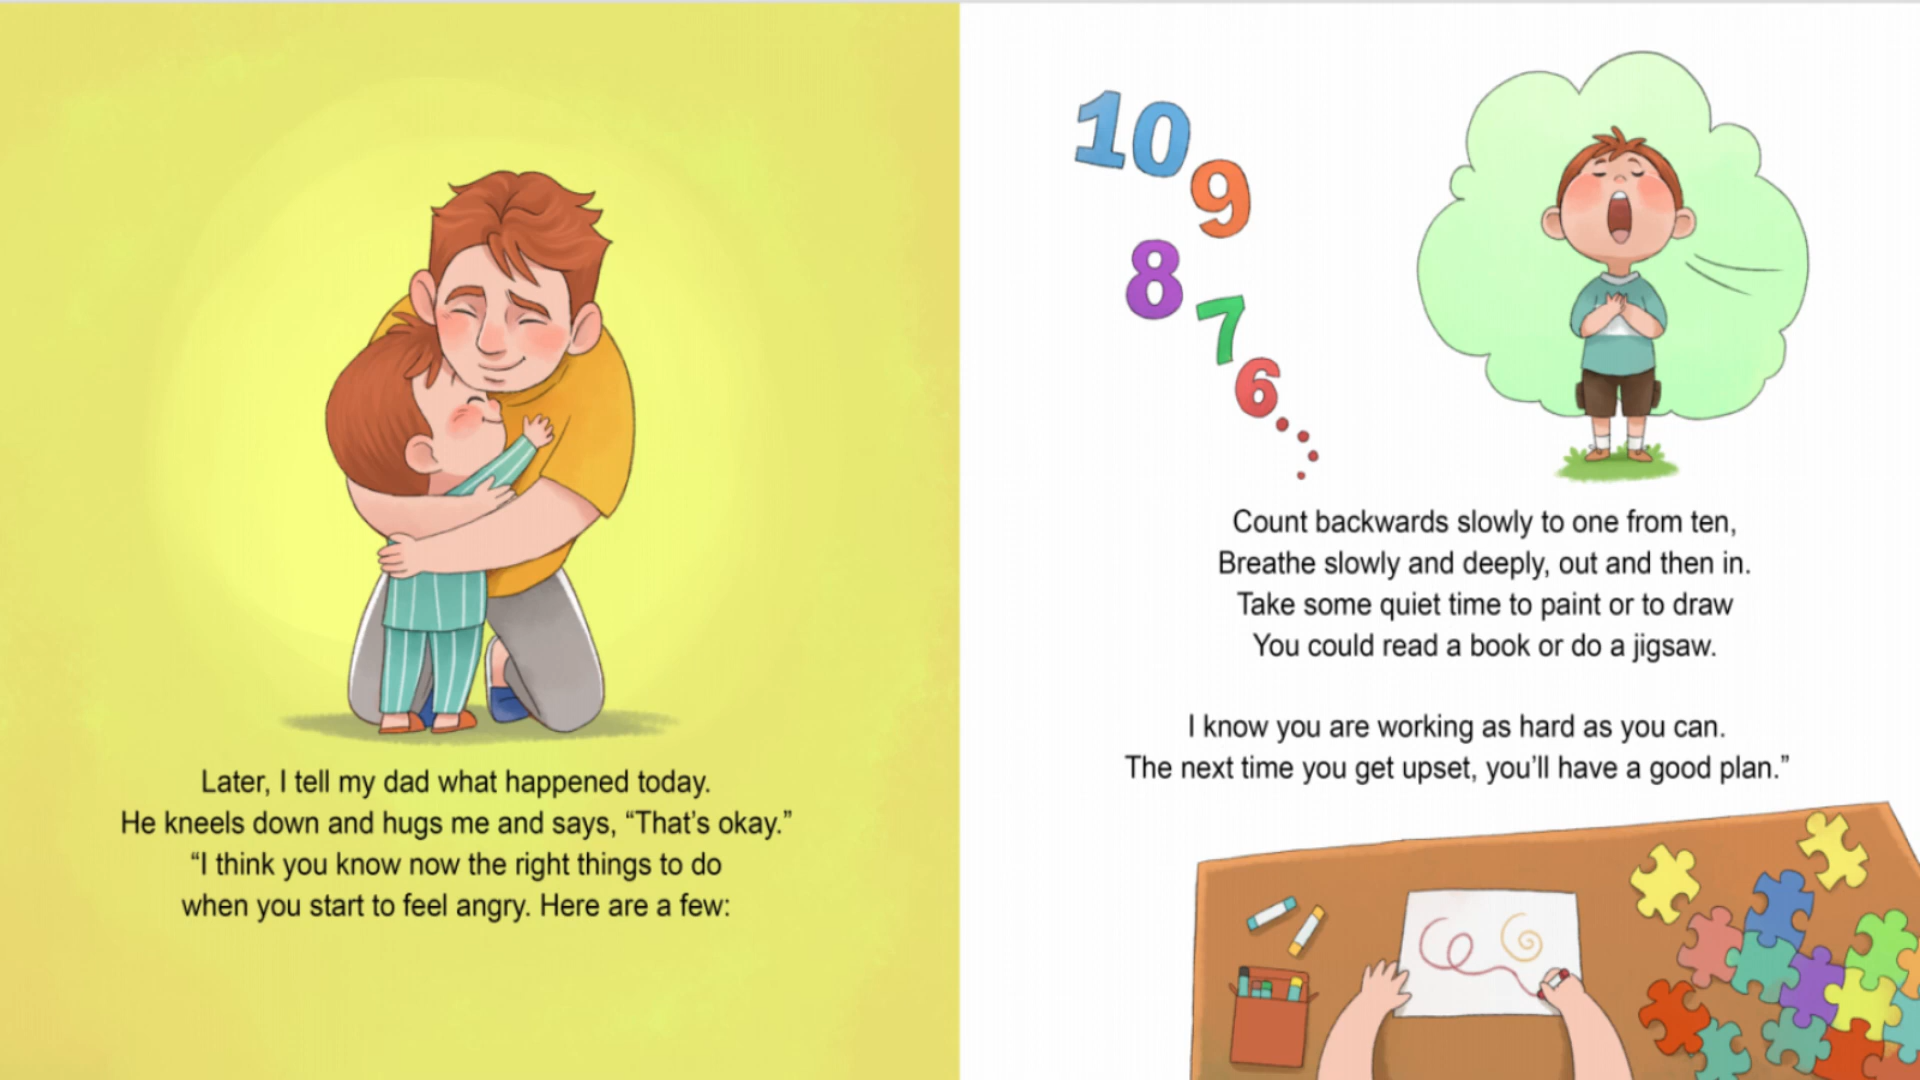 Later, I tell my dad what happened today.
He kneels down and hugs me and says, “That’s okay.”
“I think you know now the right things to do
when you start to feel angry. Here are a few:
10
9
8
7
6
Count backwards slowly to one from ten,
Breathe slowly and deeply, out and then in.
Take some quiet time to paint or to draw
You could read a book or do a jigsaw.
I know you are working as hard as you can.
The next time you get upset, you’ll have a good plan.”